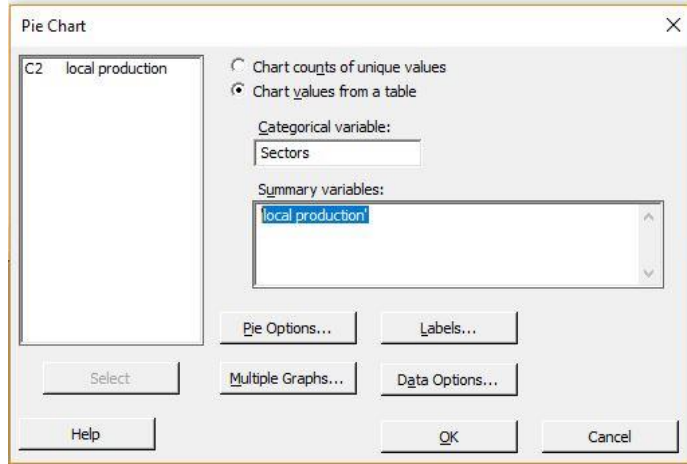 Pie Chart
C2 local production
Chart counts of unique values
Chart values from a table
Categorical variable:
Sectors
Summary variables:
'local production'
Pie Options...
Labels...
Select
Multiple Graphs...
Data Options...
Help
OK
Cancel